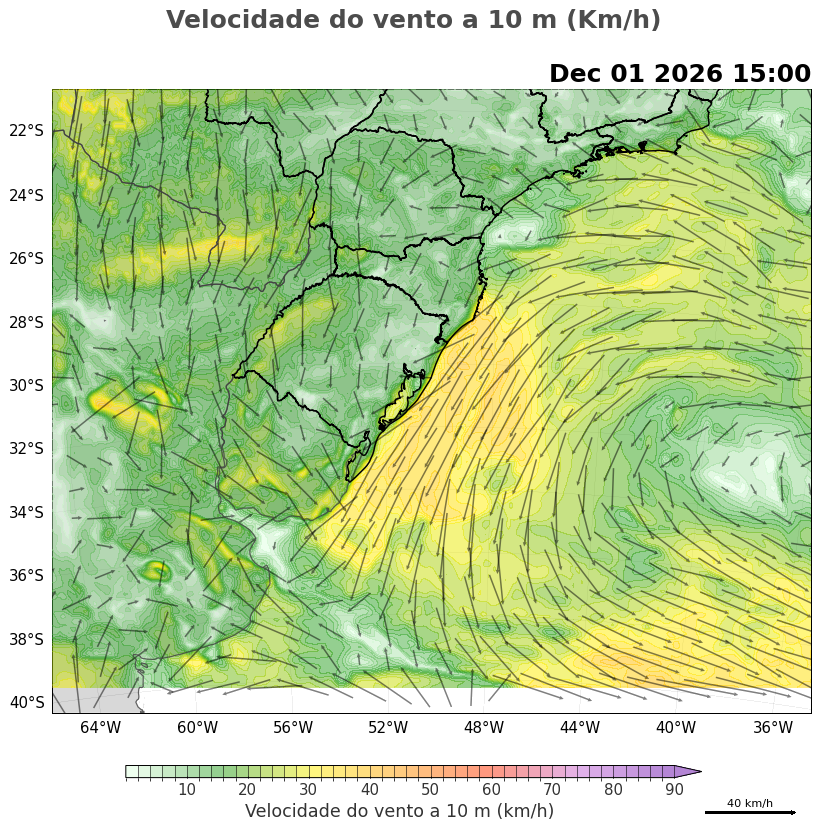 Velocidade do vento a 10 m (Km/h)
Dec 01 2026 15:00
22°S
24°S
26°S
28°S
30°S
32°S
34°S
36°S
38°S
40°S
64°W 60°W 56°W 52°W 48°W 44°W 40°W 36°W
10 20 30 40 50 60 70 80 90
Velocidade do vento a 10 m (km/h)
40 km/h